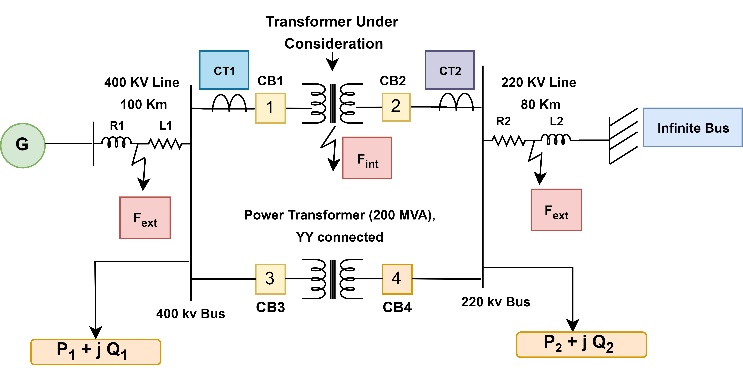 Transformer Under
Consideration
CT1
CT2
400 KV Line
100 Km
CB1
CB2
220 KV Line
80 Km
1
2
R1
L1
R2
L2
G
Infinite Bus
Fint
Fext
Fext
Power Transformer (200 MVA),
YY connected
3
4
400 kv Bus
CB3
CB4
220 kv Bus
P1 + j Q1
P2 + j Q2